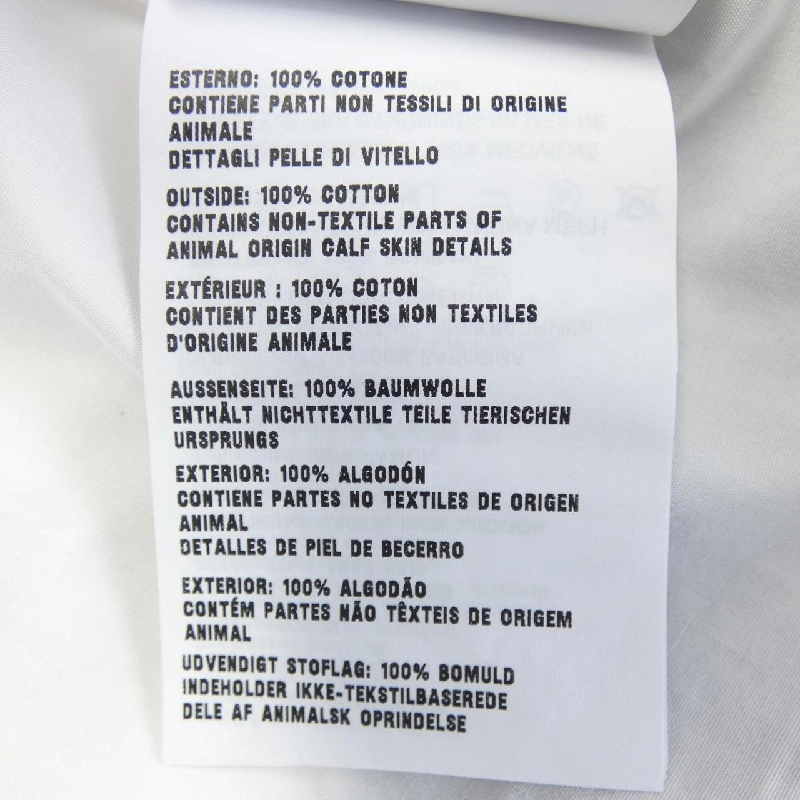 ESTERNO: 100% COTONE
CONTIENE PARTI NON TESSILI DI ORIGINE
ANIMALE
DETTAGLI PELLE DI VITELLO
OUTSIDE: 100% COTTON
CONTAINS NON-TEXTILE PARTS OF
ANIMAL ORIGIN CALF SKIN DETAILS
EXTÉRIEUR : 100% COTON
CONTIENT DES PARTIES NON TEXTILES
D'ORIGINE ANIMALE
AUSSENSEITE: 100% BAUMWOLLE
ENTHÄLT NICHTTEXTILE TEILE TIERISCHEN
URSPRUNGS
EXTERIOR: 100% ALGODÓN
CONTIENE PARTES NO TEXTILES DE ORIGEN
ANIMAL
DETALLES DE PIEL DE BECERRO
EXTERIOR: 100% ALGODÃO
CONTÉM PARTES NÃO TÊXTEIS DE ORIGEM
ANIMAL
UDVENDIGT STOFLAG: 100% BOMULD
INDEHOLDER IKKE-TEKSTILBASEREDE
DELE AF ANIMALSK OPRINDELSE